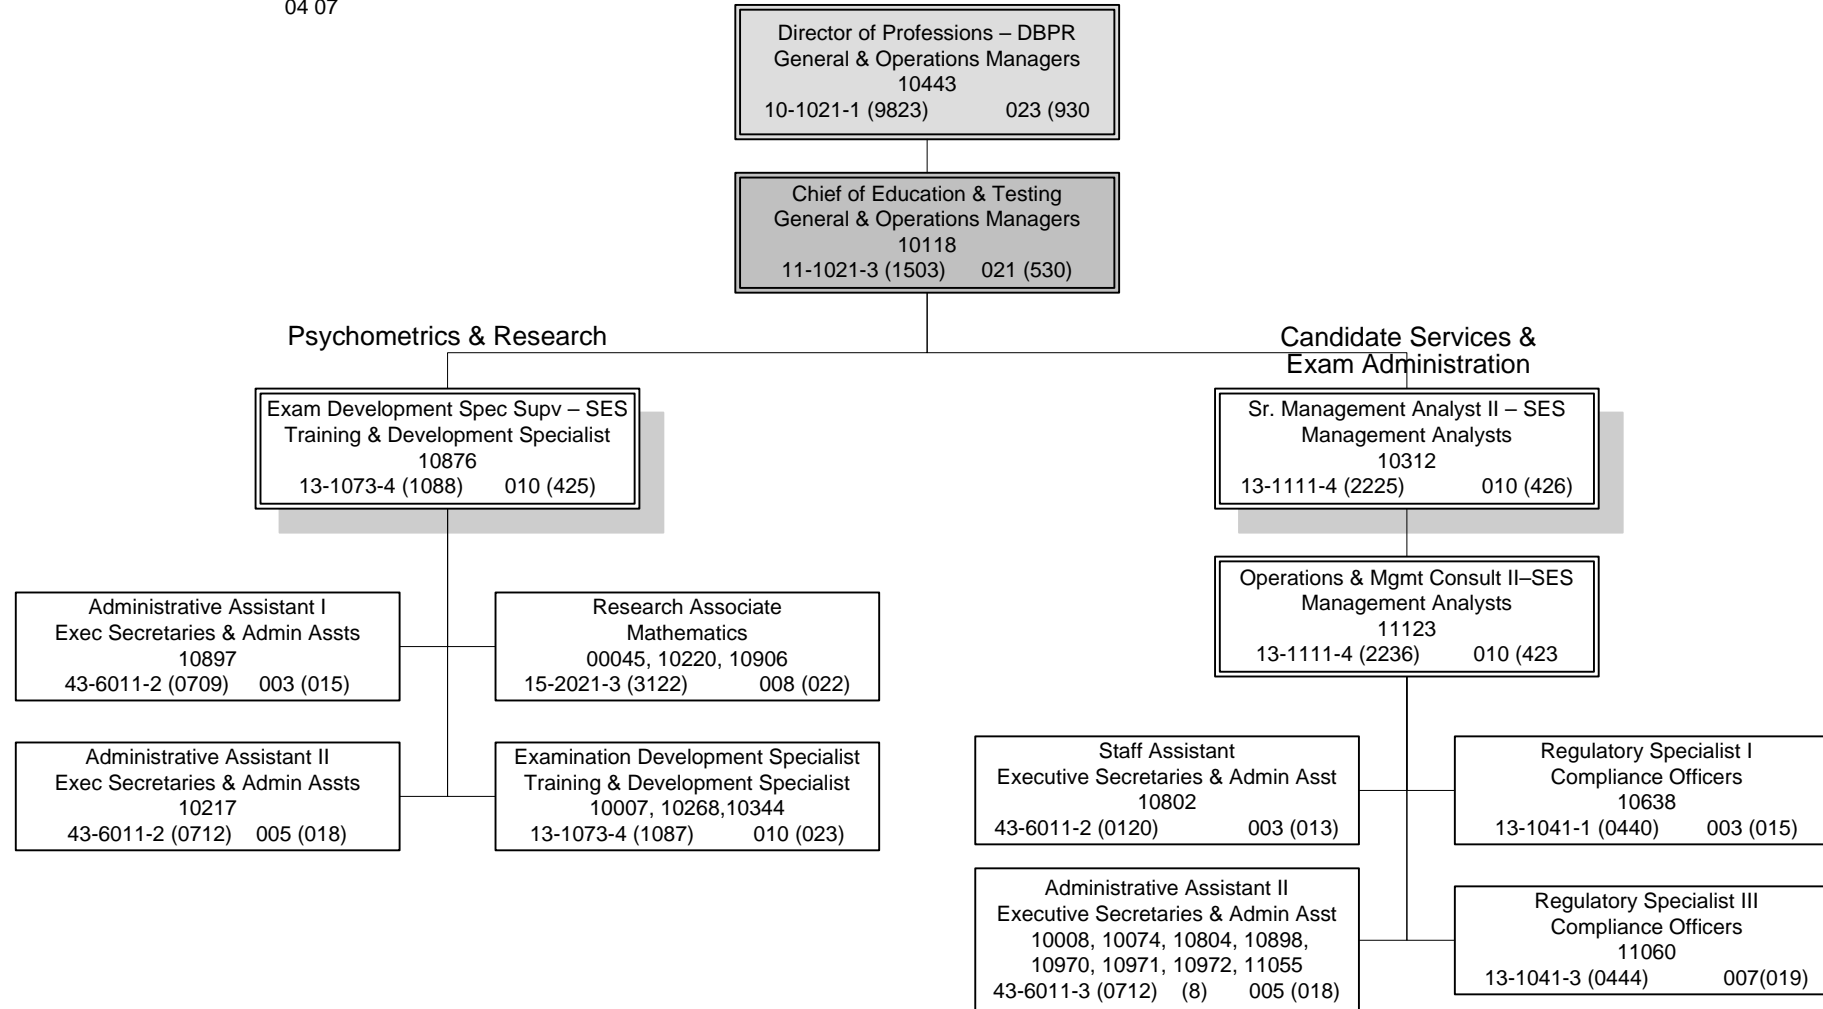 04 07
Director of Professions – DBPR
General & Operations Managers
10443
10-1021-1 (9823) 023 (930
Chief of Education & Testing
General & Operations Managers
10118
11-1021-3 (1503) 021 (530)
Psychometrics & Research
Candidate Services &
Exam Administration
Exam Development Spec Supv – SES
Training & Development Specialist
10876
13-1073-4 (1088) 010 (425)
Sr. Management Analyst II – SES
Management Analysts
10312
13-1111-4 (2225) 010 (426)
Operations & Mgmt Consult II–SES
Management Analysts
11123
13-1111-4 (2236) 010 (423
Administrative Assistant I
Exec Secretaries & Admin Assts
10897
43-6011-2 (0709) 003 (015)
Research Associate
Mathematics
00045, 10220, 10906
15-2021-3 (3122) 008 (022)
Administrative Assistant II
Exec Secretaries & Admin Assts
10217
43-6011-2 (0712) 005 (018)
Examination Development Specialist
Training & Development Specialist
10007, 10268,10344
13-1073-4 (1087) 010 (023)
Staff Assistant
Executive Secretaries & Admin Asst
10802
43-6011-2 (0120) 003 (013)
Regulatory Specialist I
Compliance Officers
10638
13-1041-1 (0440) 003 (015)
Administrative Assistant II
Executive Secretaries & Admin Asst
10008, 10074, 10804, 10898,
10970, 10971, 10972, 11055
43-6011-3 (0712) (8) 005 (018)
Regulatory Specialist III
Compliance Officers
11060
13-1041-3 (0444) 007(019)